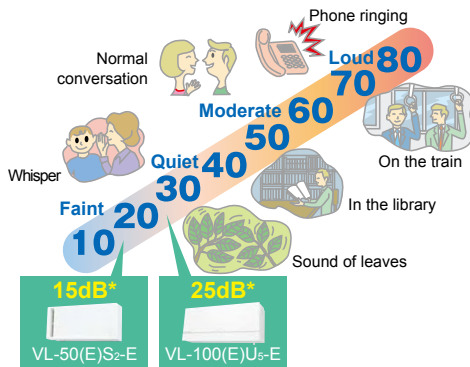 Phone ringing
Normal
conversation
Loud 80
70
Moderate 60
50
On the train
Whisper
Quiet 40
30
In the library
Faint 20
10
Sound of leaves
15dB*
VL-50(E)S₂-E
25dB*
VL-100(E)U₅-E